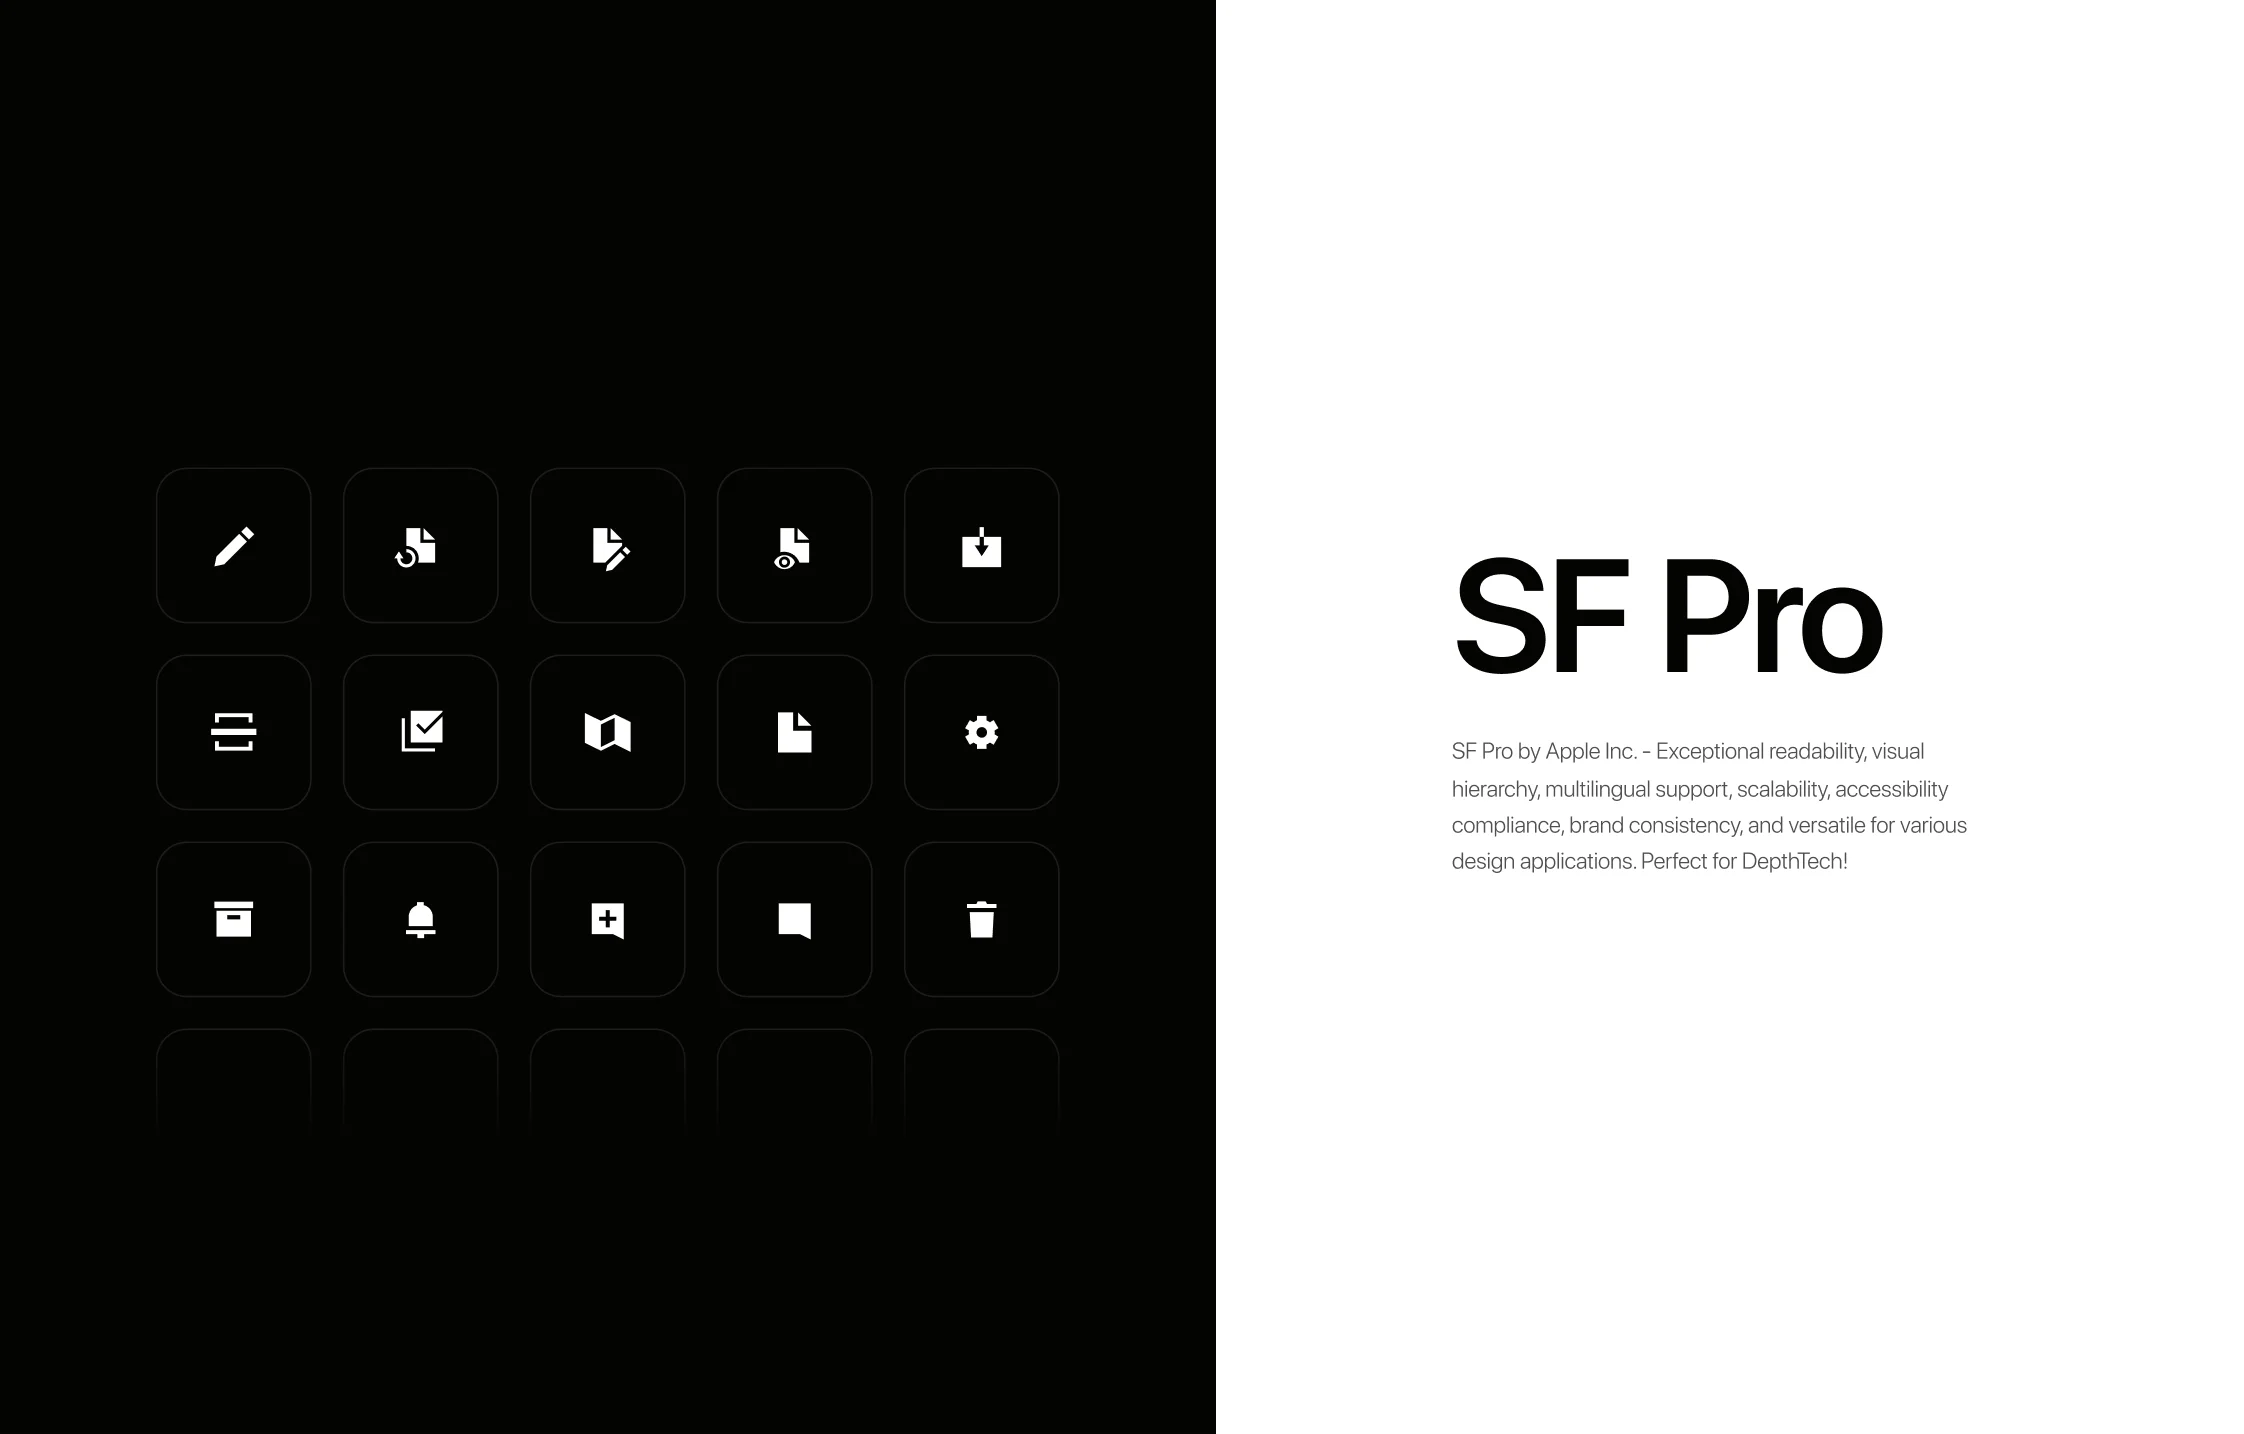 SF Pro
SF Pro by Apple Inc. - Exceptional readability, visual
hierarchy, multilingual support, scalability, accessibility
compliance, brand consistency, and versatile for various
design applications. Perfect for DepthTech!